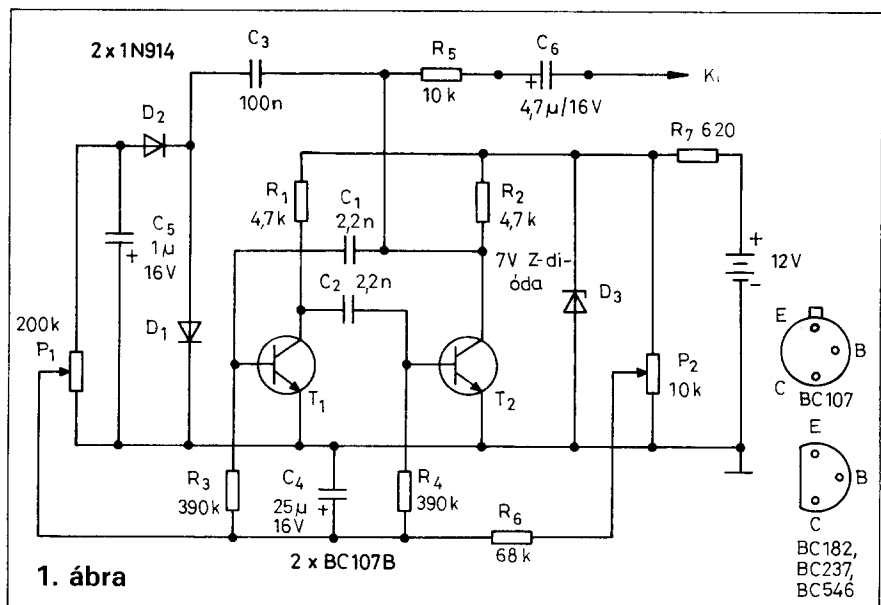 2 x 1N914
C3
100n
R5
10k
C6
+
4,7µ/16V
Ki
D2
R7 620
R1
4,7k
C1
2,2n
R2
4,7k
C5
1µ
16V
+
C2
2,2n
7V Z-di-
óda
D3
+
-
12V
200k
P1
D1
T1
T2
P2
10k
E
B
C
BC107
R3
390k
C4
25µ
16V
+
R4
390k
R6
68k
E
B
C
BC182,
BC237,
BC546
2 x BC107B
1. ábra